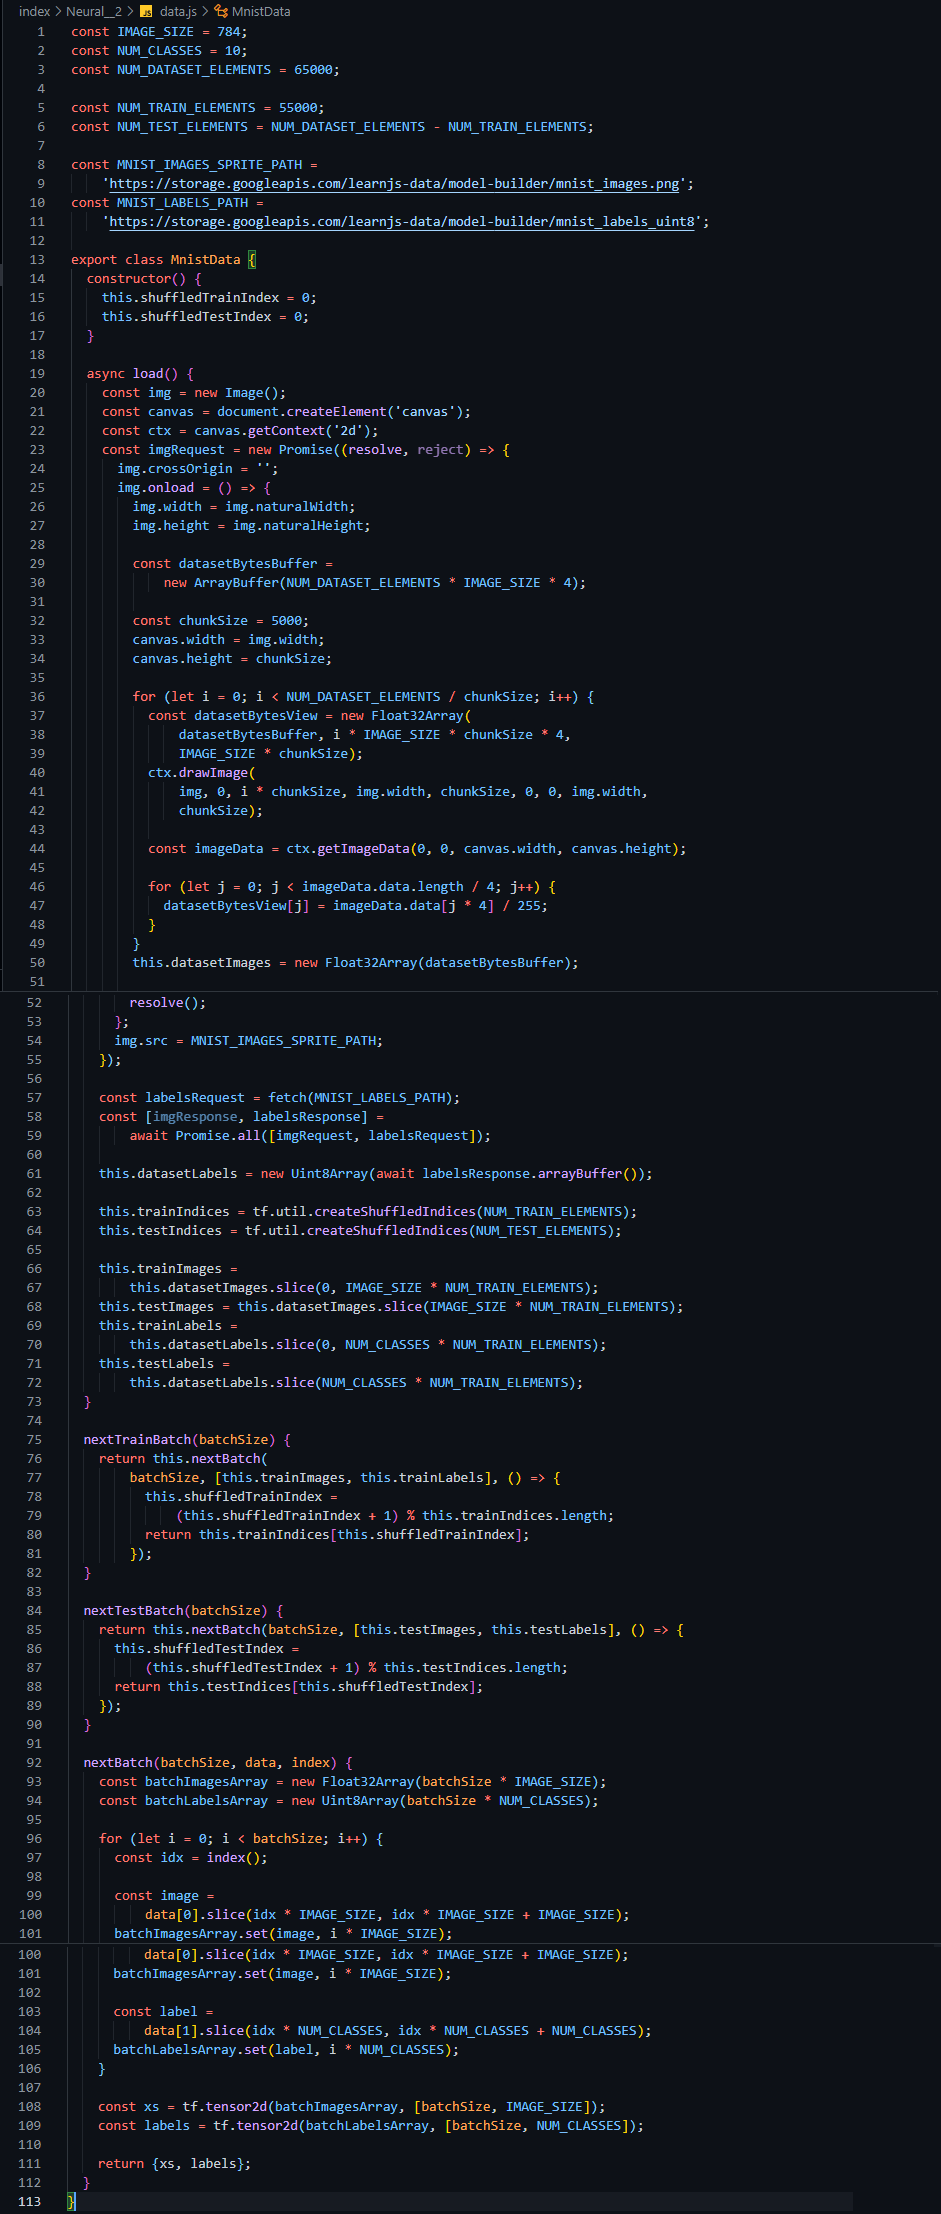 index > Neural__2 > JS data.js > MnistData
1 const IMAGE_SIZE = 784;
2 const NUM_CLASSES = 10;
3 const NUM_DATASET_ELEMENTS = 65000;
4
5 const NUM_TRAIN_ELEMENTS = 55000;
6 const NUM_TEST_ELEMENTS = NUM_DATASET_ELEMENTS - NUM_TRAIN_ELEMENTS;
7
8 const MNIST_IMAGES_SPRITE_PATH =
9     'https://storage.googleapis.com/learnjs-data/model-builder/mnist_images.png';
10 const MNIST_LABELS_PATH =
11     'https://storage.googleapis.com/learnjs-data/model-builder/mnist_labels_uint8';
12
13 export class MnistData {
14   constructor() {
15     this.shuffledTrainIndex = 0;
16     this.shuffledTestIndex = 0;
17   }
18
19   async load() {
20     const img = new Image();
21     const canvas = document.createElement('canvas');
22     const ctx = canvas.getContext('2d');
23     const imgRequest = new Promise((resolve, reject) => {
24       img.crossOrigin = '';
25       img.onload = () => {
26         img.width = img.naturalWidth;
27         img.height = img.naturalHeight;
28
29         const datasetBytesBuffer =
30             new ArrayBuffer(NUM_DATASET_ELEMENTS * IMAGE_SIZE * 4);
31
32         const chunkSize = 5000;
33         canvas.width = img.width;
34         canvas.height = chunkSize;
35
36         for (let i = 0; i < NUM_DATASET_ELEMENTS / chunkSize; i++) {
37           const datasetBytesView = new Float32Array(
38               datasetBytesBuffer, i * IMAGE_SIZE * chunkSize * 4,
39               IMAGE_SIZE * chunkSize);
40           ctx.drawImage(
41               img, 0, i * chunkSize, img.width, chunkSize, 0, 0, img.width,
42               chunkSize);
43
44           const imageData = ctx.getImageData(0, 0, canvas.width, canvas.height);
45
46           for (let j = 0; j < imageData.data.length / 4; j++) {
47             datasetBytesView[j] = imageData.data[j * 4] / 255;
48           }
49         }
50         this.datasetImages = new Float32Array(datasetBytesBuffer);
51
52         resolve();
53       };
54       img.src = MNIST_IMAGES_SPRITE_PATH;
55     });
56
57     const labelsRequest = fetch(MNIST_LABELS_PATH);
58     const [imgResponse, labelsResponse] =
59         await Promise.all([imgRequest, labelsRequest]);
60
61     this.datasetLabels = new Uint8Array(await labelsResponse.arrayBuffer());
62
63     this.trainIndices = tf.util.createShuffledIndices(NUM_TRAIN_ELEMENTS);
64     this.testIndices = tf.util.createShuffledIndices(NUM_TEST_ELEMENTS);
65
66     this.trainImages =
67         this.datasetImages.slice(0, IMAGE_SIZE * NUM_TRAIN_ELEMENTS);
68     this.testImages = this.datasetImages.slice(IMAGE_SIZE * NUM_TRAIN_ELEMENTS);
69     this.trainLabels =
70         this.datasetLabels.slice(0, NUM_CLASSES * NUM_TRAIN_ELEMENTS);
71     this.testLabels =
72         this.datasetLabels.slice(NUM_CLASSES * NUM_TRAIN_ELEMENTS);
73   }
74
75   nextTrainBatch(batchSize) {
76     return this.nextBatch(
77         batchSize, [this.trainImages, this.trainLabels], () => {
78           this.shuffledTrainIndex =
79               (this.shuffledTrainIndex + 1) % this.trainIndices.length;
80           return this.trainIndices[this.shuffledTrainIndex];
81         });
82   }
83
84   nextTestBatch(batchSize) {
85     return this.nextBatch(batchSize, [this.testImages, this.testLabels], () => {
86       this.shuffledTestIndex =
87           (this.shuffledTestIndex + 1) % this.testIndices.length;
88       return this.testIndices[this.shuffledTestIndex];
89     });
90   }
91
92   nextBatch(batchSize, data, index) {
93     const batchImagesArray = new Float32Array(batchSize * IMAGE_SIZE);
94     const batchLabelsArray = new Uint8Array(batchSize * NUM_CLASSES);
95
96     for (let i = 0; i < batchSize; i++) {
97       const idx = index();
98
99       const image =
100           data[0].slice(idx * IMAGE_SIZE, idx * IMAGE_SIZE + IMAGE_SIZE);
101       batchImagesArray.set(image, i * IMAGE_SIZE);
100           data[0].slice(idx * IMAGE_SIZE, idx * IMAGE_SIZE + IMAGE_SIZE);
101       batchImagesArray.set(image, i * IMAGE_SIZE);
102
103       const label =
104           data[1].slice(idx * NUM_CLASSES, idx * NUM_CLASSES + NUM_CLASSES);
105       batchLabelsArray.set(label, i * NUM_CLASSES);
106     }
107
108     const xs = tf.tensor2d(batchImagesArray, [batchSize, IMAGE_SIZE]);
109     const labels = tf.tensor2d(batchLabelsArray, [batchSize, NUM_CLASSES]);
110
111     return {xs, labels};
112   }
113 }